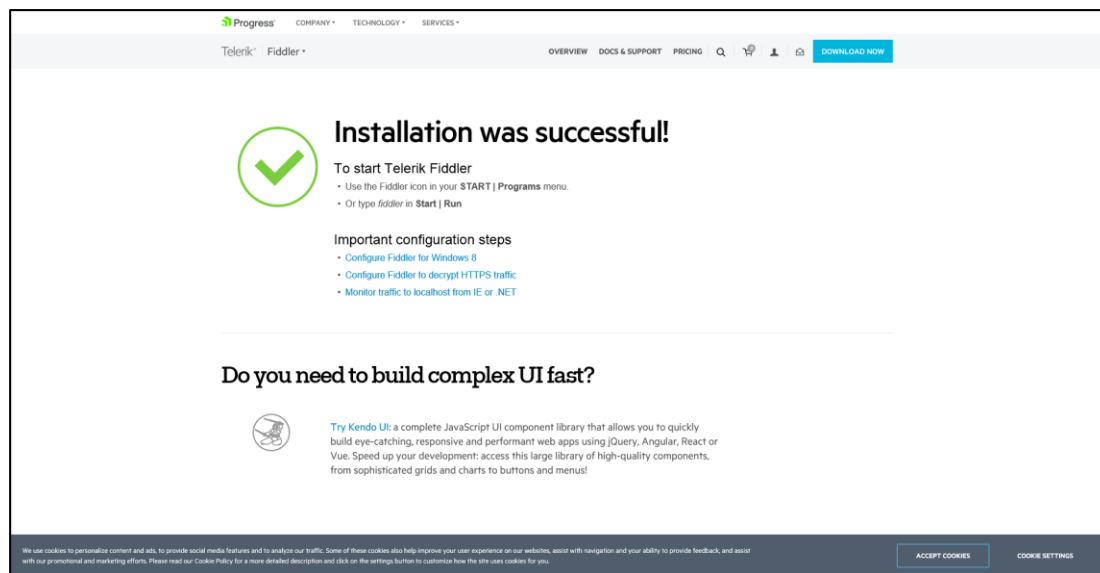 Progress COMPANY TECHNOLOGY SERVICES
Telerik Fiddler OVERVIEW DOCS & SUPPORT PRICING 0 DOWNLOAD NOW
Installation was successful!
To start Telerik Fiddler
• Use the Fiddler icon in your START | Programs menu.
• Or type fiddler in Start | Run
Important configuration steps
• Configure Fiddler for Windows 8
• Configure Fiddler to decrypt HTTPS traffic
• Monitor traffic to localhost from IE or .NET
Do you need to build complex UI fast?
Try Kendo UI: a complete JavaScript UI component library that allows you to quickly
build eye-catching, responsive and performant web apps using jQuery, Angular, React or
Vue. Speed up your development: access this large library of high-quality components,
from sophisticated grids and charts to buttons and menus!
We use cookies to personalize content and ads, to provide social media features and to analyze our traffic. Some of these cookies also help improve your user experience on our websites, assist with navigation and your ability to provide feedback, and assist
with our promotional and marketing efforts. Please read our Cookie Policy for a more detailed description and click on the settings button to customize how the site uses cookies for you.
ACCEPT COOKIES COOKIE SETTINGS